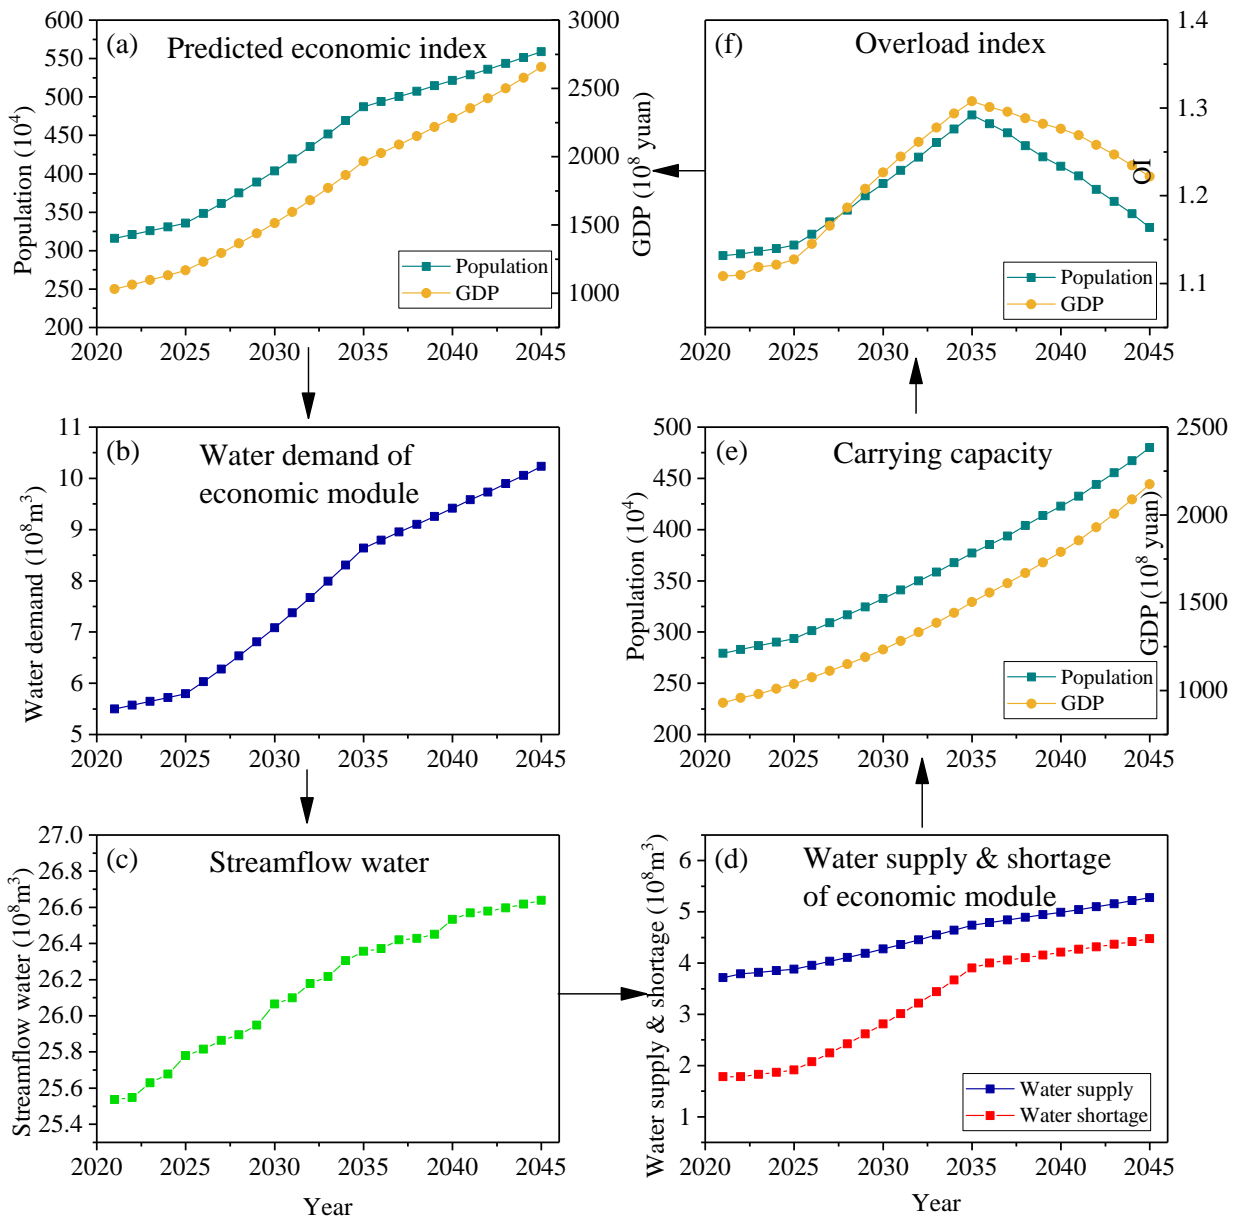 (a) Predicted economic index
600
550
500
450
400
350
300
250
200
Population (10⁴)
3000
2500
2000
1500
1000
GDP (10⁸ yuan)
Population
GDP
2020 2025 2030 2035 2040 2045
(f) Overload index
1.4
1.3
1.2
1.1
OI
Population
GDP
2020 2025 2030 2035 2040 2045
(b) Water demand of
economic module
11
10
9
8
7
6
5
Water demand (10⁸m³)
2020 2025 2030 2035 2040 2045
(e) Carrying capacity
500
450
400
350
300
250
200
Population (10⁴)
2500
2000
1500
1000
GDP (10⁸ yuan)
Population
GDP
2020 2025 2030 2035 2040 2045
(c) Streamflow water
27.0
26.8
26.6
26.4
26.2
26.0
25.8
25.6
25.4
Streamflow water (10⁸m³)
2020 2025 2030 2035 2040 2045
Year
(d) Water supply & shortage
of economic module
6
5
4
3
2
1
Water supply & shortage (10⁸m³)
Water supply
Water shortage
2020 2025 2030 2035 2040 2045
Year